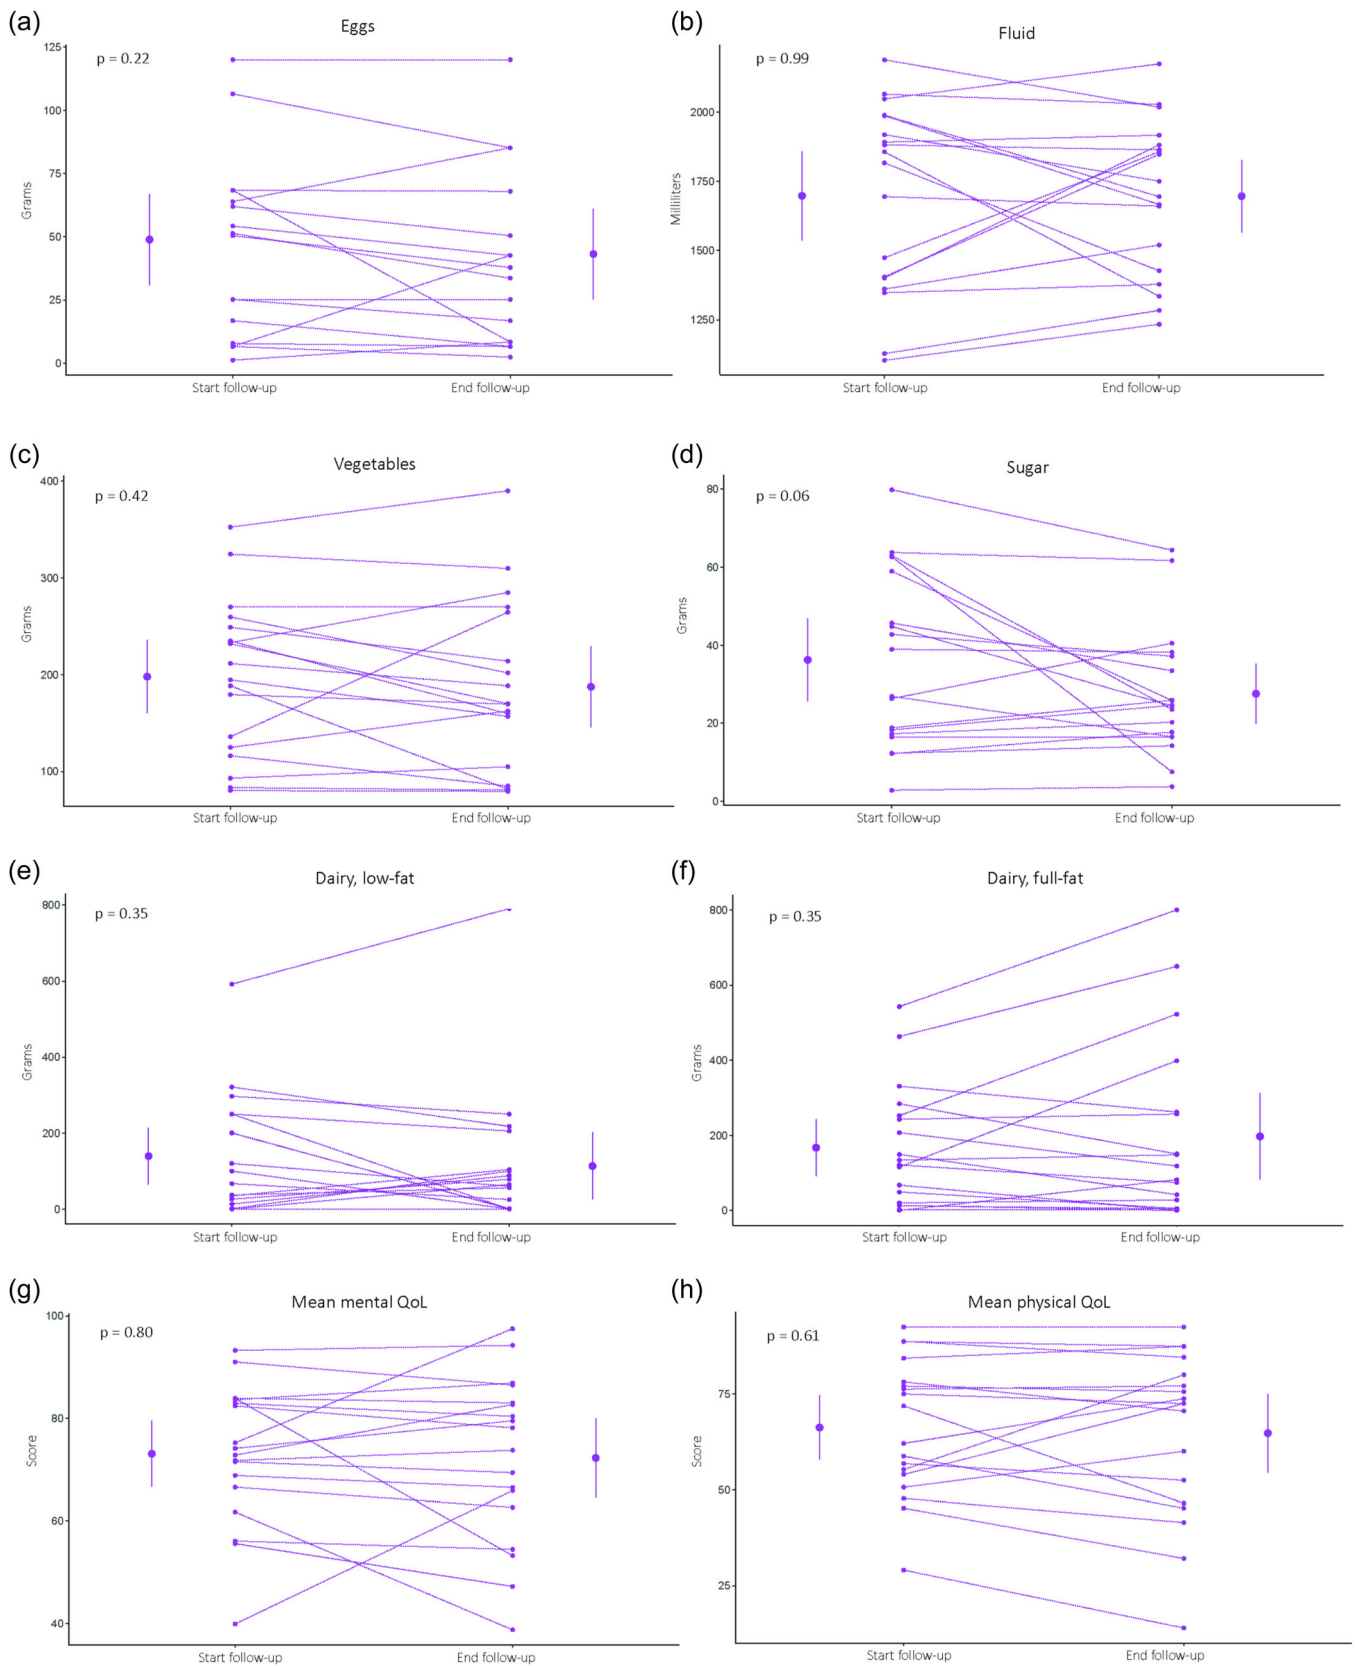 (a)
Eggs
p = 0.22
125
100
75
50
25
0
Grams
Start follow-up
End follow-up
(b)
Fluid
p = 0.99
2000
1750
1500
1250
Milliliters
Start follow-up
End follow-up
(c)
Vegetables
p = 0.42
400
300
200
100
Grams
Start follow-up
End follow-up
(d)
Sugar
p = 0.06
80
60
40
20
0
Grams
Start follow-up
End follow-up
(e)
Dairy, low-fat
p = 0.35
800
600
400
200
0
Grams
Start follow-up
End follow-up
(f)
Dairy, full-fat
p = 0.35
800
600
400
200
0
Grams
Start follow-up
End follow-up
(g)
Mean mental QoL
p = 0.80
100
80
60
40
Score
Start follow-up
End follow-up
(h)
Mean physical QoL
p = 0.61
75
50
25
Score
Start follow-up
End follow-up